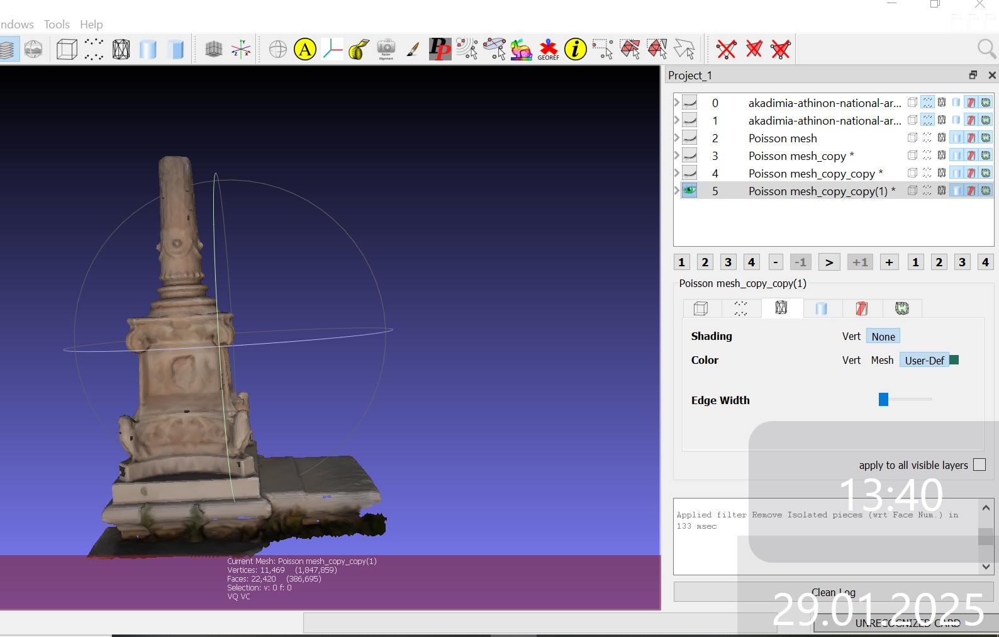 ndows Tools Help
A
Raster Alignment
PP
GEOREF
i
Project_1
0 akadimia-athinon-national-ar...
1 akadimia-athinon-national-ar...
2 Poisson mesh
3 Poisson mesh_copy *
4 Poisson mesh_copy_copy *
5 Poisson mesh_copy_copy(1) *
1 2 3 4 - -1 > +1 + 1 2 3 4
Poisson mesh_copy_copy(1)
Shading Vert None
Color Vert Mesh User-Def
Edge Width
apply to all visible layers
13:40
Applied filter Remove Isolated pieces (wrt Face Num.) in
133 msec
Current Mesh: Poisson mesh_copy_copy(1)
Vertices: 11,469 (1,847,859)
Faces: 22,420 (386,695)
Selection: v: 0 f: 0
VQ VC
Clean Log
29.01.2025
UNRECOGNIZED CARD